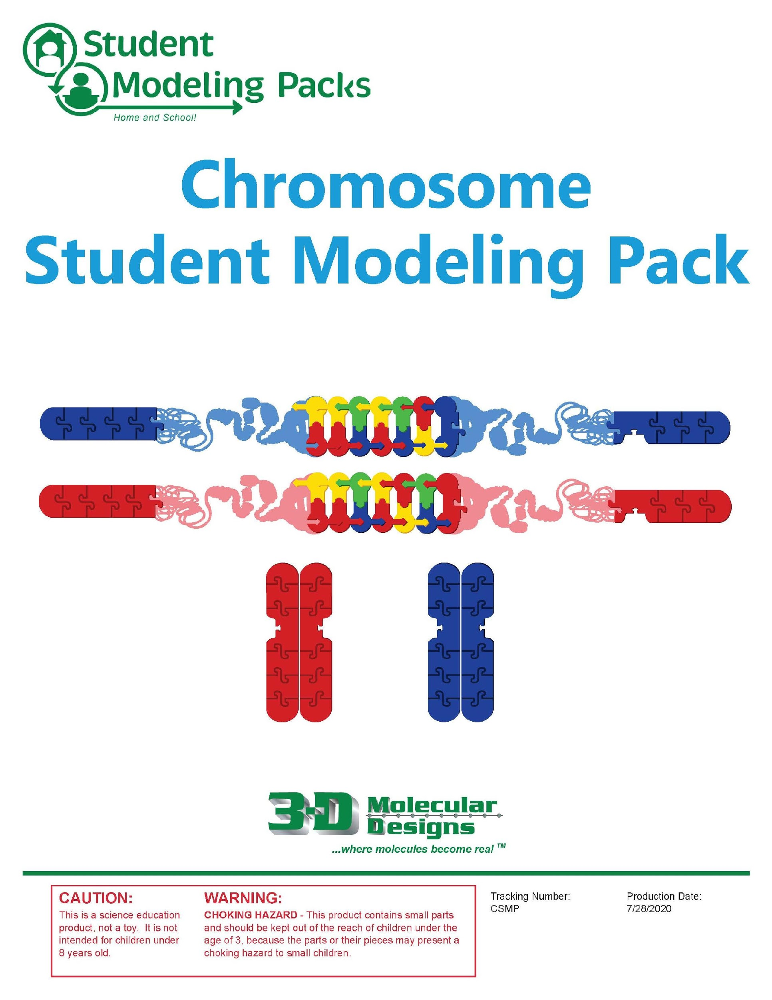 Student
Modeling Packs
Home and School!
Chromosome
Student Modeling Pack
3-D Molecular
Designs
...where molecules become real TM
CAUTION:
This is a science education
product, not a toy. It is not
intended for children under
8 years old.
WARNING:
CHOKING HAZARD - This product contains small parts
and should be kept out of the reach of children under the
age of 3, because the parts or their pieces may present a
choking hazard to small children.
Tracking Number:
CSMP
Production Date:
7/28/2020